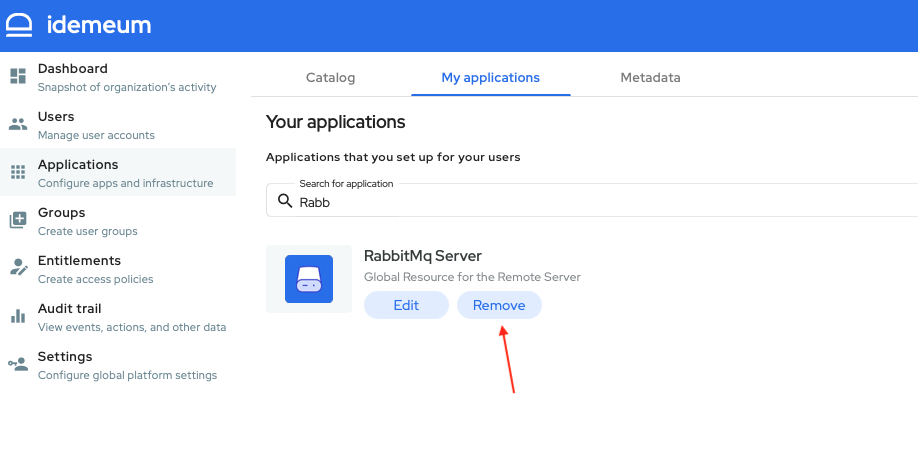 idemeum
Dashboard
Snapshot of organization's activity
Users
Manage user accounts
Applications
Configure apps and infrastructure
Groups
Create user groups
Entitlements
Create access policies
Audit trail
View events, actions, and other data
Settings
Configure global platform settings
Catalog My applications Metadata
Your applications
Applications that you set up for your users
Search for application
Rabb
RabbitMq Server
Global Resource for the Remote Server
Edit Remove